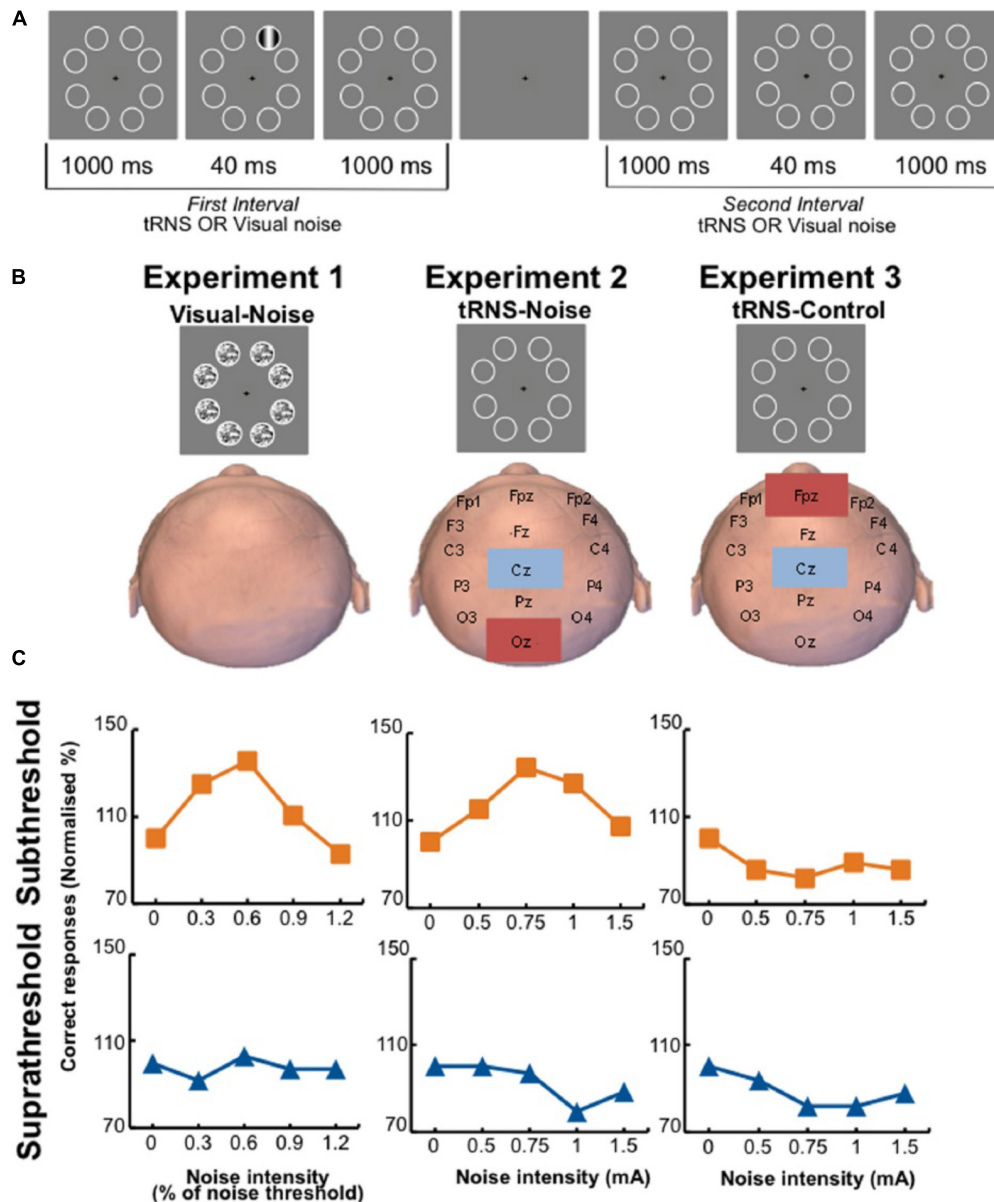 A
1000 ms 40 ms 1000 ms 1000 ms 40 ms 1000 ms
First Interval Second Interval
tRNS OR Visual noise tRNS OR Visual noise
B
Experiment 1 Experiment 2 Experiment 3
Visual-Noise tRNS-Noise tRNS-Control
Fp1 Fpz Fp2 Fp1 Fpz Fp2
F3 Fz F4 F3 Fz F4
C3 Cz C4 C3 Cz C4
P3 Pz P4 P3 Pz P4
O3 Oz O4 O3 Oz O4
C
Subthreshold
Suprathreshold
Correct responses (Normalised %)
150 150 150
110 110 110
70 70 70
0 0.3 0.6 0.9 1.2 0 0.5 0.75 1 1.5 0 0.5 0.75 1 1.5
150 150 150
110 110 110
70 70 70
0 0.3 0.6 0.9 1.2 0 0.5 0.75 1 1.5 0 0.5 0.75 1 1.5
Noise intensity Noise intensity (mA) Noise intensity (mA)
(% of noise threshold)